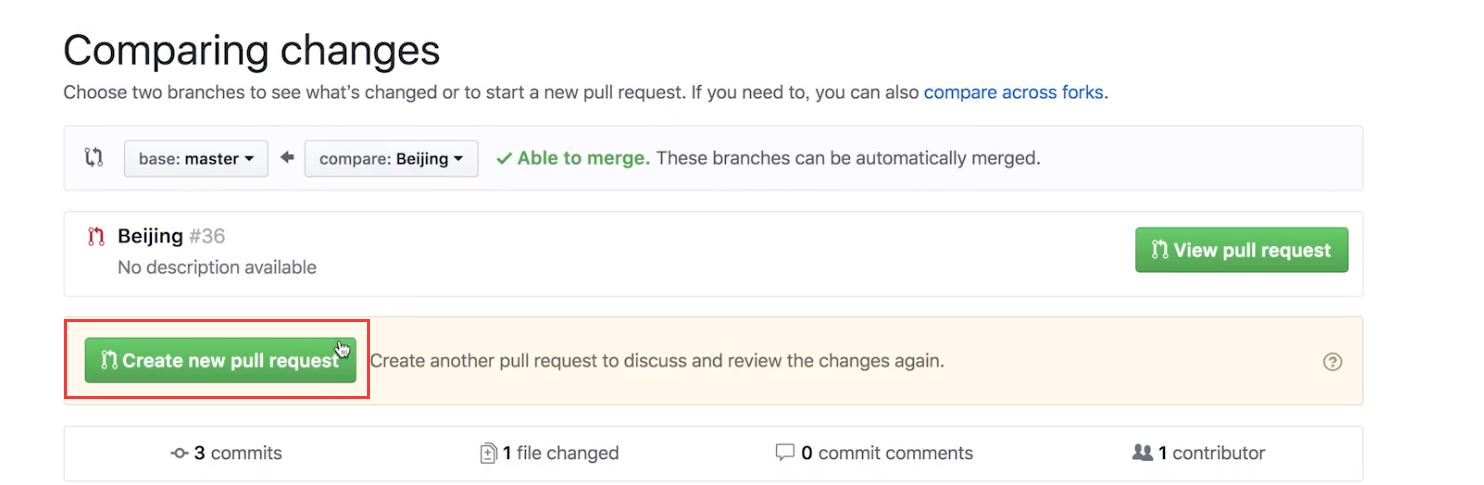 Comparing changes
Choose two branches to see what's changed or to start a new pull request. If you need to, you can also compare across forks.
base: master compare: Beijing Able to merge. These branches can be automatically merged.
Beijing #36
No description available
View pull request
Create new pull request Create another pull request to discuss and review the changes again.
3 commits 1 file changed 0 commit comments 1 contributor